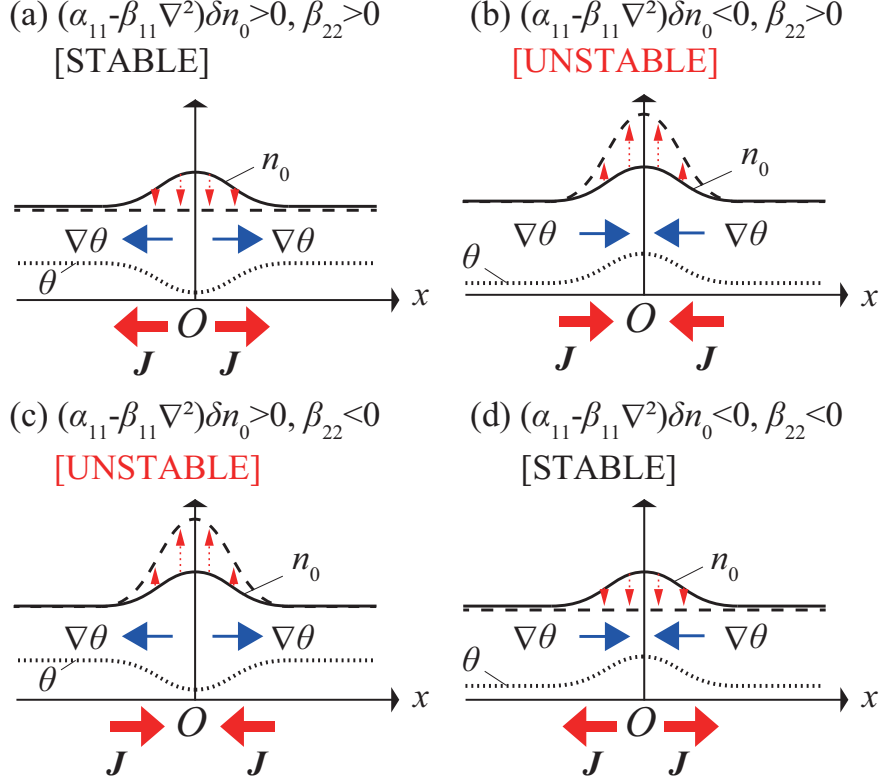 (a) (α₁₁-β₁₁∇²)δn₀>0, β₂₂>0
[STABLE]
n₀
∇θ ∇θ
θ
x
O
J J
(b) (α₁₁-β₁₁∇²)δn₀<0, β₂₂>0
[UNSTABLE]
n₀
∇θ ∇θ
θ
x
O
J J
(c) (α₁₁-β₁₁∇²)δn₀>0, β₂₂<0
[UNSTABLE]
n₀
∇θ ∇θ
θ
x
O
J J
(d) (α₁₁-β₁₁∇²)δn₀<0, β₂₂<0
[STABLE]
n₀
∇θ ∇θ
θ
x
O
J J